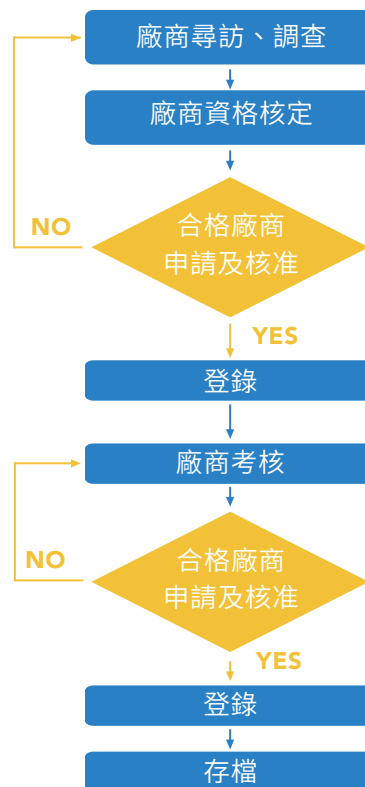 廠商尋訪、調查
廠商資格核定
合格廠商
申請及核准
NO
YES
登錄
廠商考核
合格廠商
申請及核准
NO
YES
登錄
存檔